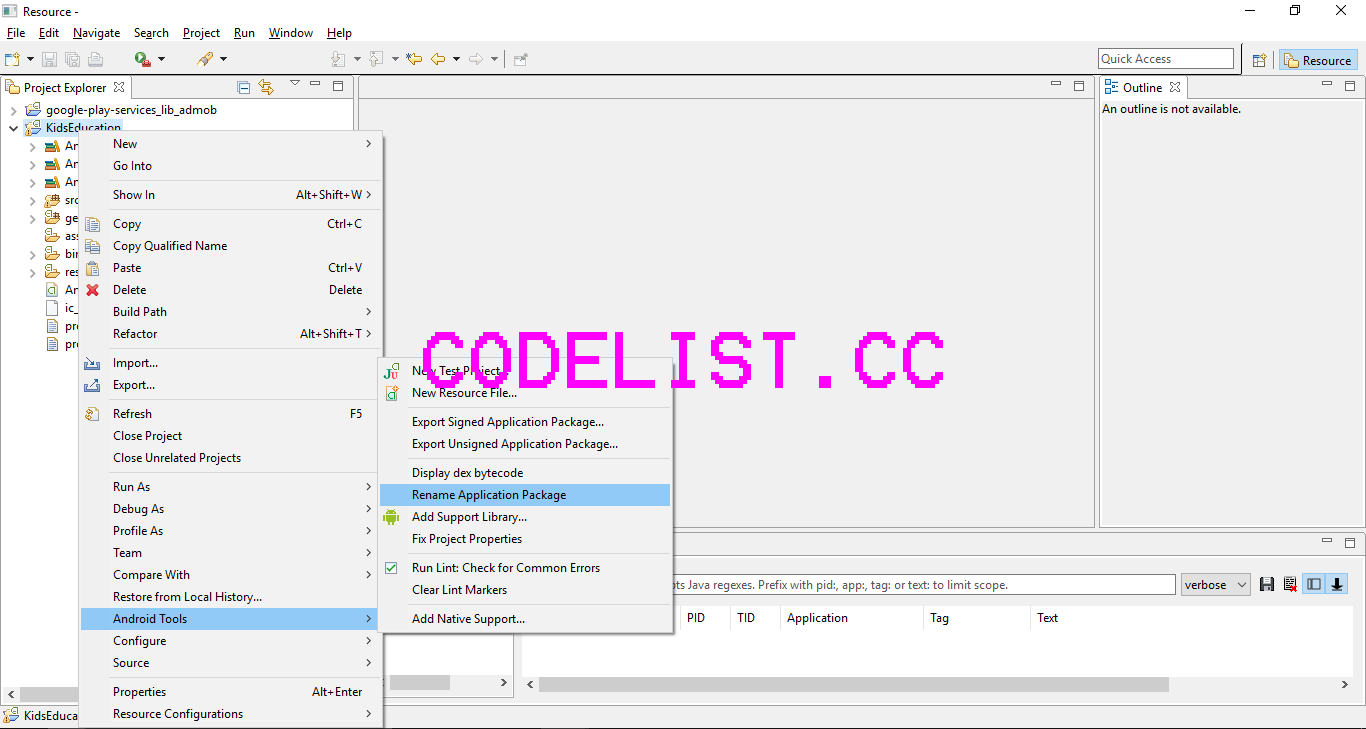 Resource -
File Edit Navigate Search Project Run Window Help
Quick Access
Resource
Project Explorer
google-play-services_lib_admob
KidsEducation
An
An
An
src
ge
ass
bin
res
An
ic_
pro
pro
New
Go Into
Show In Alt+Shift+W >
Copy Ctrl+C
Copy Qualified Name
Paste Ctrl+V
Delete Delete
Build Path
Refactor Alt+Shift+T >
Import...
Export...
Refresh F5
Close Project
Close Unrelated Projects
Run As
Debug As
Profile As
Team
Compare With
Restore from Local History...
Android Tools
Configure
Source
Properties Alt+Enter
Resource Configurations
New Test Project...
New Resource File...
Export Signed Application Package...
Export Unsigned Application Package...
Display dex bytecode
Rename Application Package
Add Support Library...
Fix Project Properties
Run Lint: Check for Common Errors
Clear Lint Markers
Add Native Support...
CODELIST.CC
Outline
An outline is not available.
pts Java regexes. Prefix with pid:, app:, tag: or text: to limit scope.
verbose
PID TID Application Tag Text
KidsEduca